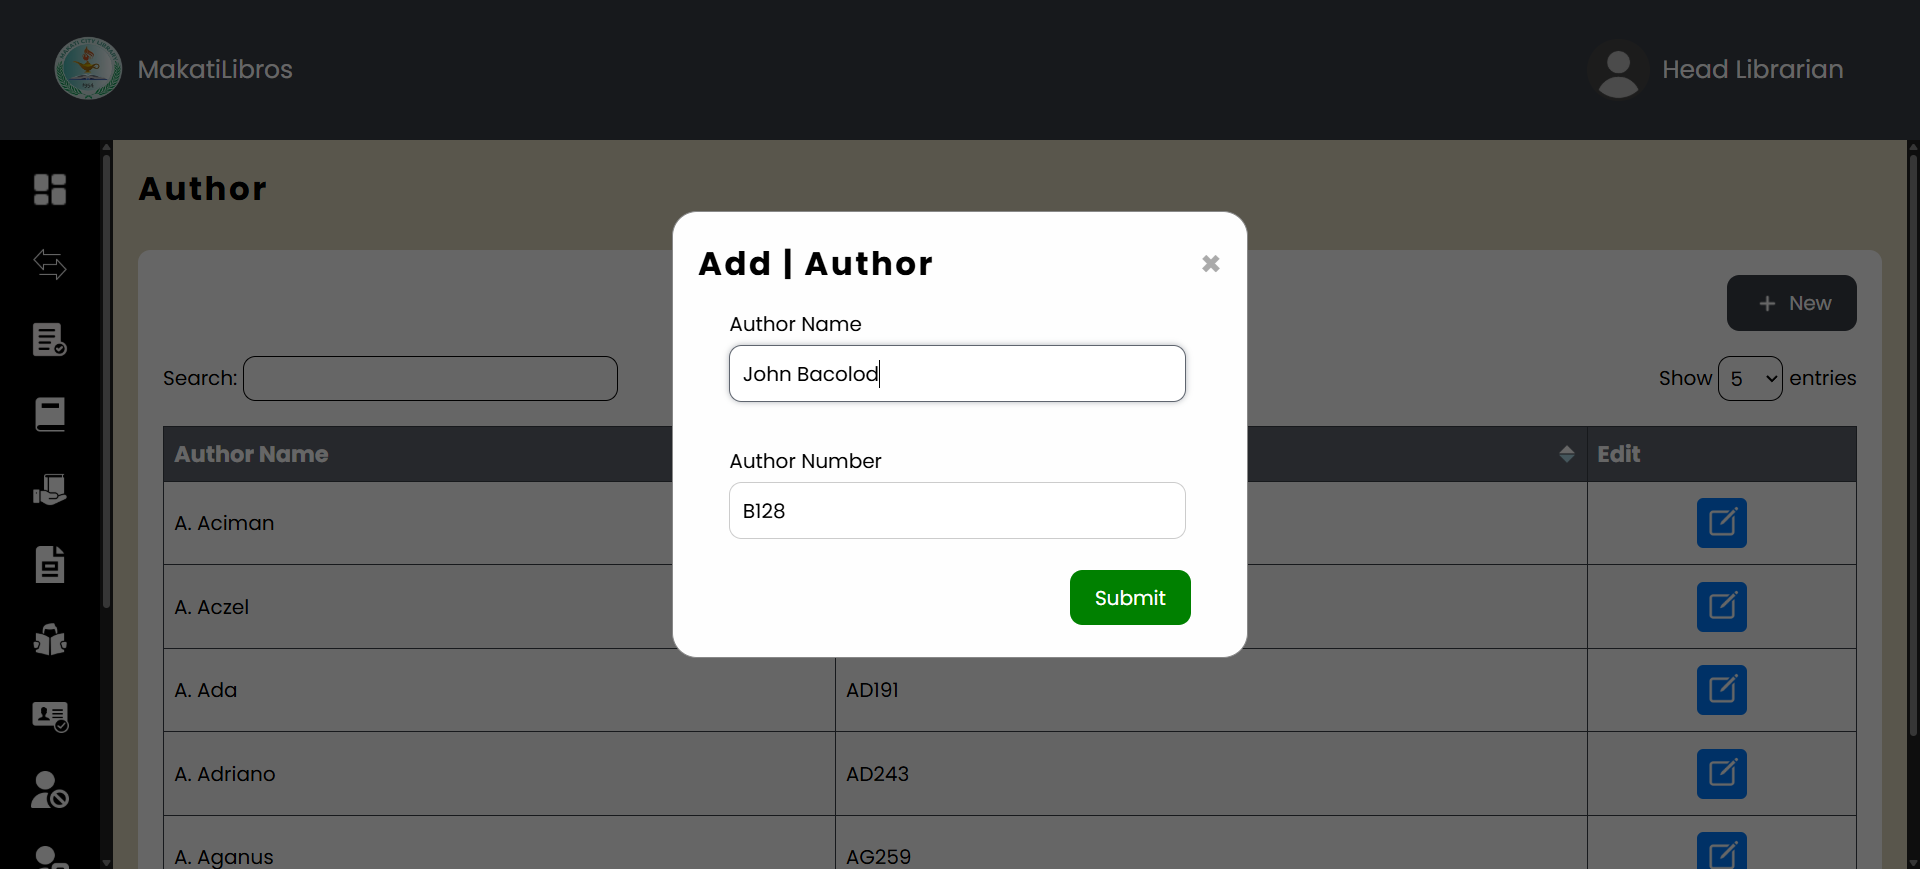 MakatiLibros
Head Librarian
Author
Add | Author
Author Name
John Bacolod
Author Number
B128
Submit
New
Search:
Show 5 entries
Author Name
Edit
A. Aciman
A. Aczel
A. Ada
AD191
A. Adriano
AD243
A. Aganus
AG259